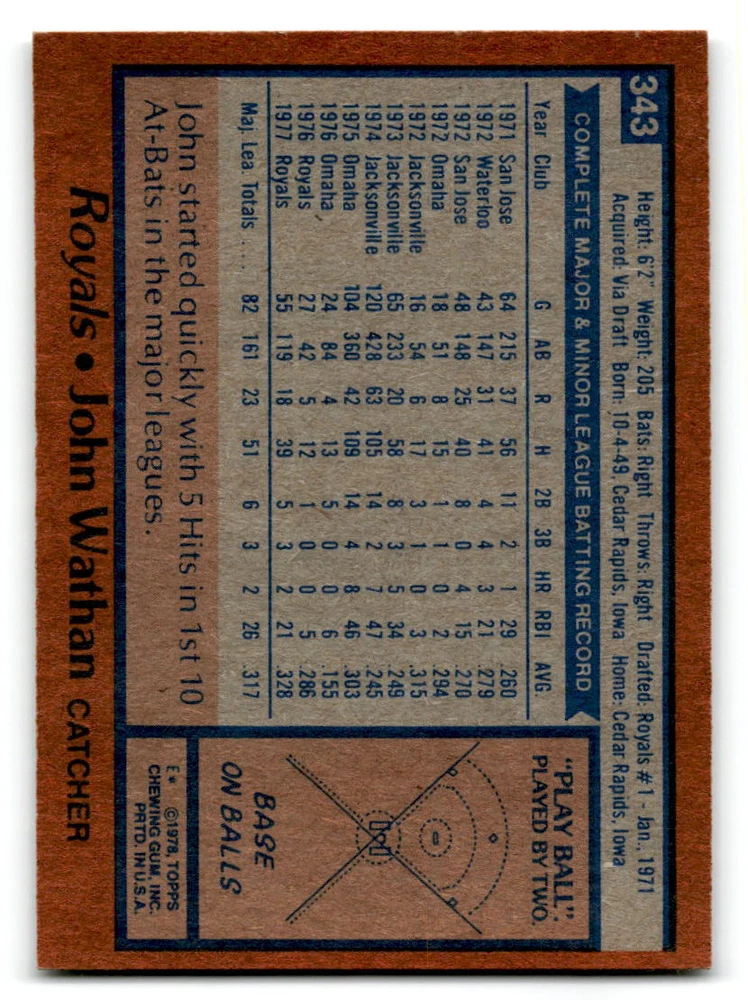 343
Height: 6'2" Weight: 205 Bats: Right Throws: Right Drafted: Royals #1 - Jan., 1971
Acquired Via Draft Born: 10-4-49, Cedar Rapids, Iowa Home: Cedar Rapids, Iowa
COMPLETE MAJOR & MINOR LEAGUE BATTING RECORD
Year Club G AB R H 2B 3B HR RBI AVG.
1971 San Jose 64 215 37 56 11 2 1 29 .260
1972 Waterloo 43 147 31 41 4 4 3 21 .279
1972 San Jose 48 148 25 40 8 0 4 15 .270
1972 Omaha 18 51 8 15 1 1 0 2 .294
1972 Jacksonville 16 54 6 17 3 1 0 3 .315
1973 Jacksonville 65 233 20 58 8 3 5 34 .249
1974 Jacksonville 120 428 63 105 14 2 7 47 .245
1975 Omaha 104 360 42 109 14 4 8 46 .303
1976 Omaha 24 84 4 13 5 0 0 6 .155
1976 Royals 27 42 5 12 1 0 0 5 .286
1977 Royals 55 119 18 39 5 3 2 21 .328
Maj. Lea. Totals .... 82 161 23 51 6 3 2 26 .317
John started quickly with 5 Hits in 1st 10
At-Bats in the major leagues.
Royals • John Wathan CATCHER
"PLAY BALL":
PLAYED BY TWO.
BASE
ON BALLS
E* ©1978, TOPPS
CHEWING GUM, INC.
PRTD. IN U.S.A.